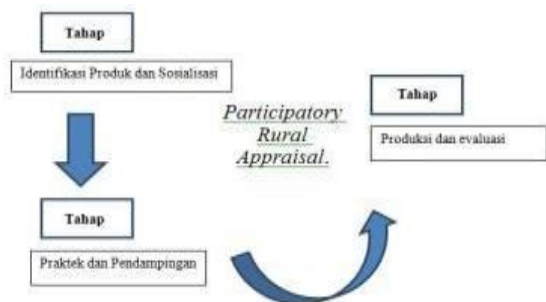 Tahap
Identifikasi Produk dan Sosialisasi
Tahap
Praktek dan Pendampingan
Participatory
Rural
Appraisal.
Tahap
Produksi dan evaluasi